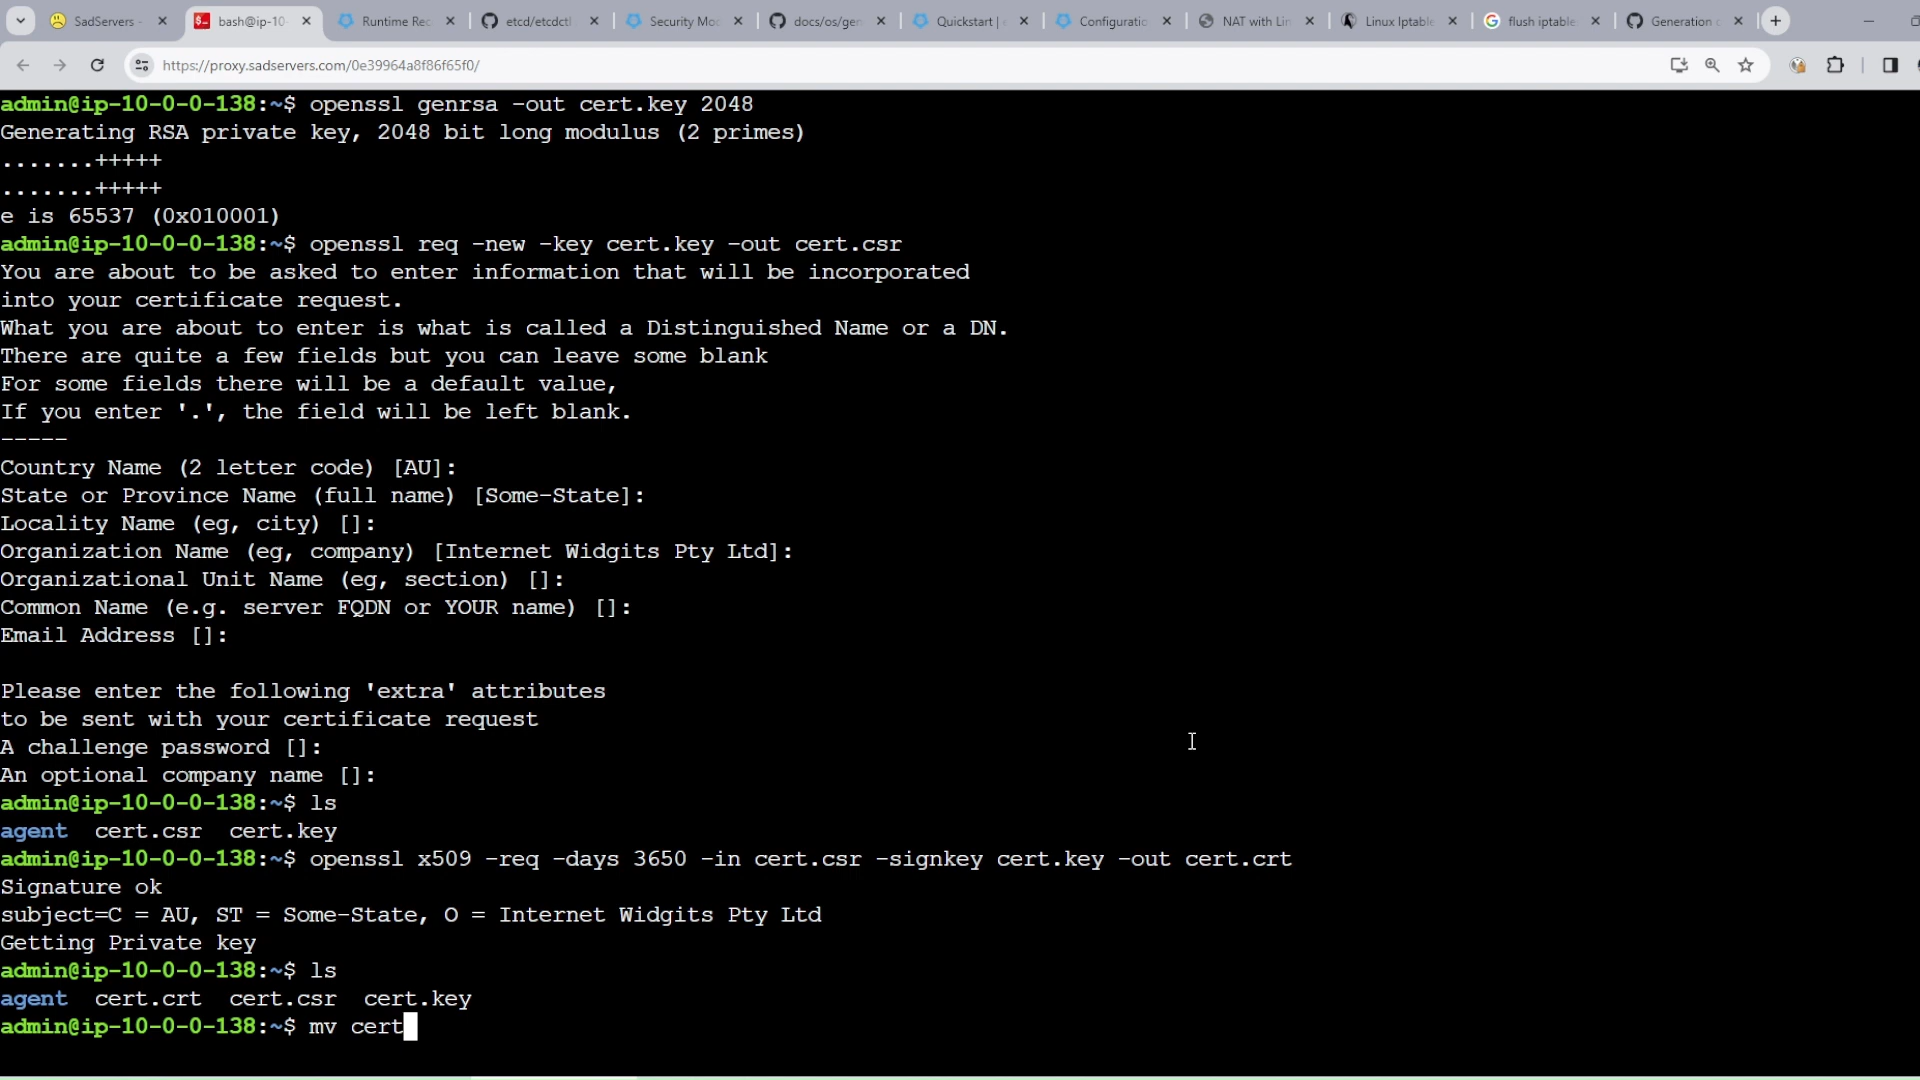 SadServers -
bash@ip-10-
Runtime Rec
etcd/etcdctl
Security Mod
docs/os/gen
Quickstart |
Configuratio
NAT with Lin
Linux Iptable
flush iptable
Generation
https://proxy.sadservers.com/0e39964a8f86f65f0/
admin@ip-10-0-0-138:~$ openssl genrsa -out cert.key 2048
Generating RSA private key, 2048 bit long modulus (2 primes)
.......+++++
.......+++++
e is 65537 (0x010001)
admin@ip-10-0-0-138:~$ openssl req -new -key cert.key -out cert.csr
You are about to be asked to enter information that will be incorporated
into your certificate request.
What you are about to enter is what is called a Distinguished Name or a DN.
There are quite a few fields but you can leave some blank
For some fields there will be a default value,
If you enter '.', the field will be left blank.
-----
Country Name (2 letter code) [AU]:
State or Province Name (full name) [Some-State]:
Locality Name (eg, city) []:
Organization Name (eg, company) [Internet Widgits Pty Ltd]:
Organizational Unit Name (eg, section) []:
Common Name (e.g. server FQDN or YOUR name) []:
Email Address []:
Please enter the following 'extra' attributes
to be sent with your certificate request
A challenge password []:
An optional company name []:
admin@ip-10-0-0-138:~$ ls
agent  cert.csr  cert.key
admin@ip-10-0-0-138:~$ openssl x509 -req -days 3650 -in cert.csr -signkey cert.key -out cert.crt
Signature ok
subject=C = AU, ST = Some-State, O = Internet Widgits Pty Ltd
Getting Private key
admin@ip-10-0-0-138:~$ ls
agent  cert.crt  cert.csr  cert.key
admin@ip-10-0-0-138:~$ mv cert